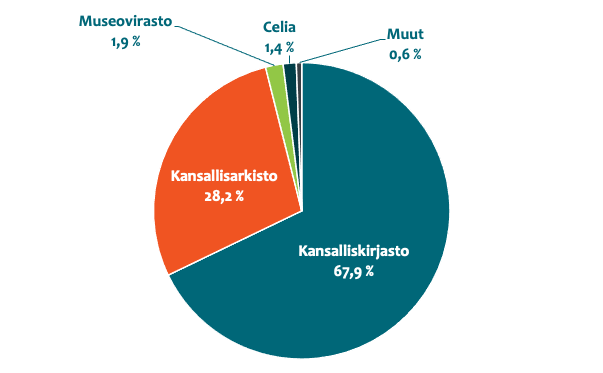 Museovirasto
1,9 %
Celia
1,4 %
Muut
0,6 %
Kansallisarkisto
28,2 %
Kansalliskirjasto
67,9 %